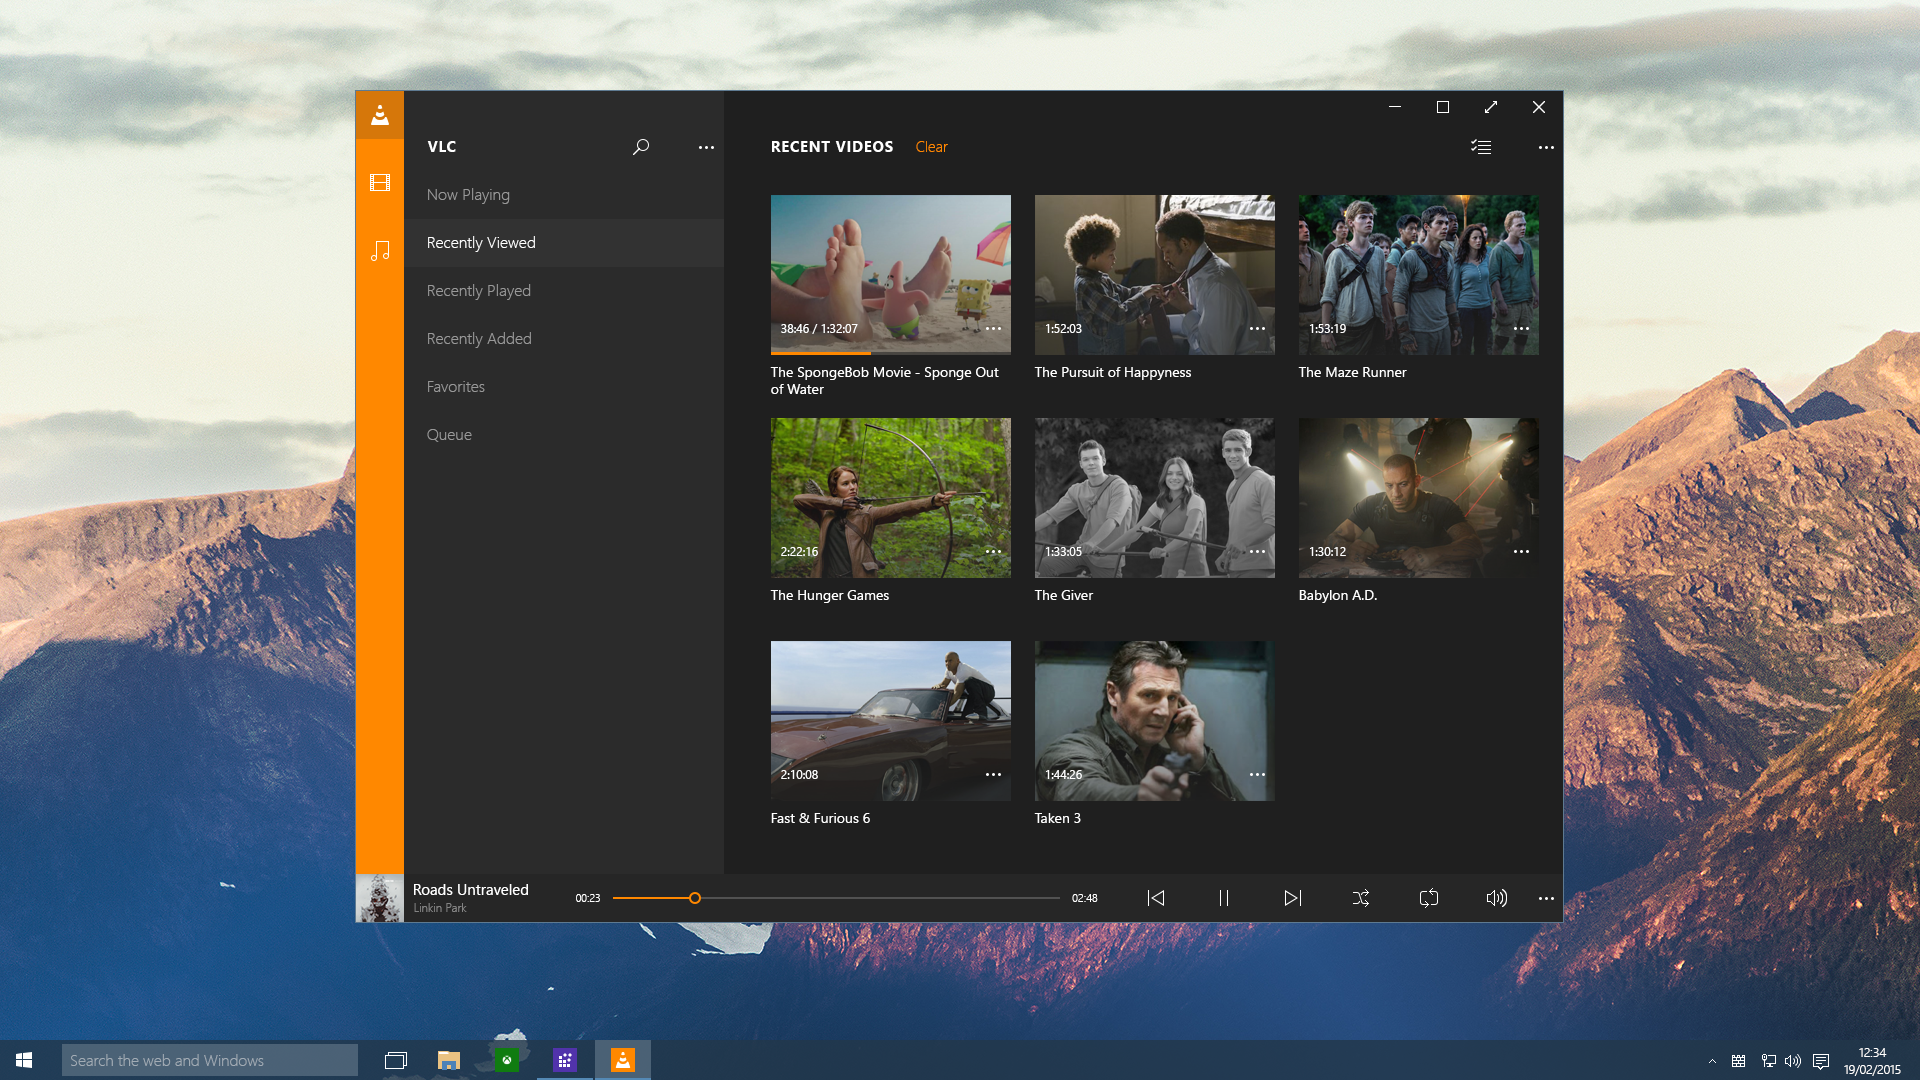 VLC
Now Playing
Recently Viewed
Recently Played
Recently Added
Favorites
Queue
RECENT VIDEOS Clear
38:46 / 1:32:07
The SpongeBob Movie - Sponge Out
of Water
1:52:03
The Pursuit of Happyness
1:53:19
The Maze Runner
2:22:16
The Hunger Games
1:33:05
The Giver
1:30:12
Babylon A.D.
2:10:08
Fast & Furious 6
1:44:26
Taken 3
Roads Untraveled
Linkin Park
00:23
02:48
Search the web and Windows
12:34
19/02/2015